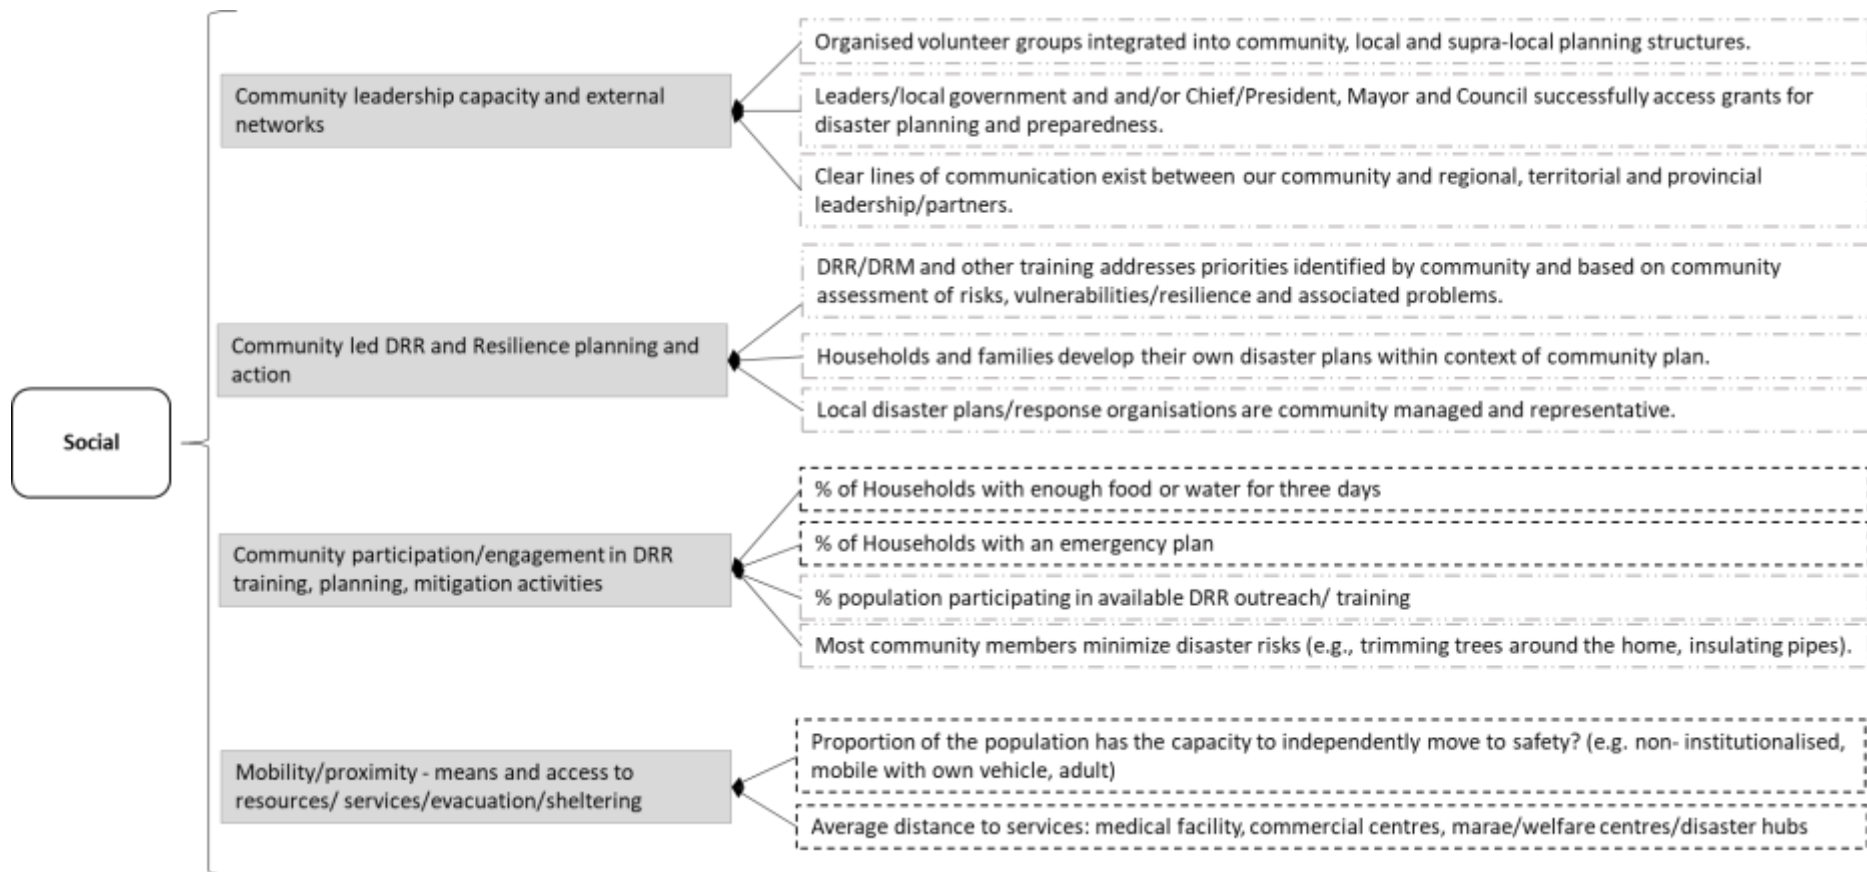 Social
Community leadership capacity and external
networks
Organised volunteer groups integrated into community, local and supra-local planning structures.
Leaders/local government and and/or Chief/President, Mayor and Council successfully access grants for
disaster planning and preparedness.
Clear lines of communication exist between our community and regional, territorial and provincial
leadership/partners.
Community led DRR and Resilience planning and
action
DRR/DRM and other training addresses priorities identified by community and based on community
assessment of risks, vulnerabilities/resilience and associated problems.
Households and families develop their own disaster plans within context of community plan.
Local disaster plans/response organisations are community managed and representative.
Community participation/engagement in DRR
training, planning, mitigation activities
% of Households with enough food or water for three days
% of Households with an emergency plan
% population participating in available DRR outreach/ training
Most community members minimize disaster risks (e.g., trimming trees around the home, insulating pipes).
Mobility/proximity - means and access to
resources/ services/evacuation/sheltering
Proportion of the population has the capacity to independently move to safety? (e.g. non- institutionalised,
mobile with own vehicle, adult)
Average distance to services: medical facility, commercial centres, marae/welfare centres/disaster hubs